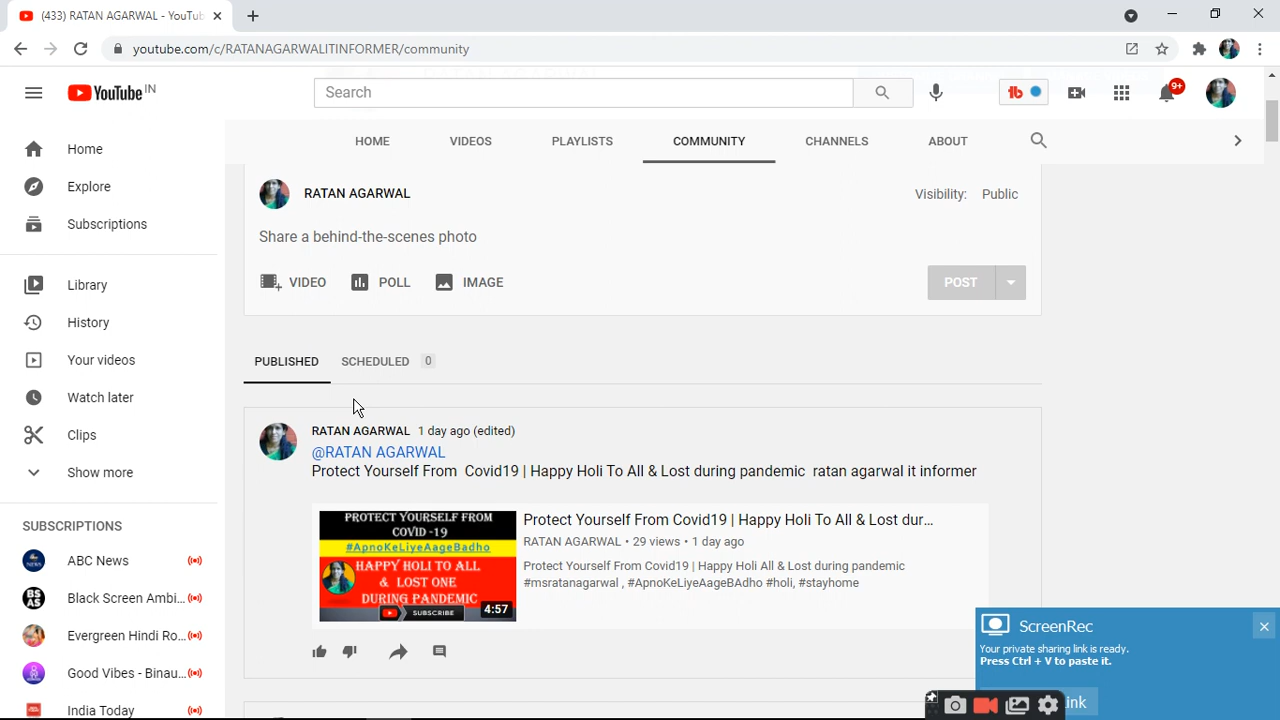 (433) RATAN AGARWAL - YouTub
youtube.com/c/RATANAGARWALITINFORMER/community
YouTube IN
Search
9+
HOME VIDEOS PLAYLISTS COMMUNITY CHANNELS ABOUT
Home
Explore
Subscriptions
Library
History
Your videos
Watch later
Clips
Show more
SUBSCRIPTIONS
ABC News
BS
AS
Black Screen Ambi...
Evergreen Hindi Ro...
Good Vibes - Binau...
India Today
RATAN AGARWAL
Visibility: Public
Share a behind-the-scenes photo
VIDEO POLL IMAGE
POST
PUBLISHED SCHEDULED 0
RATAN AGARWAL 1 day ago (edited)
@RATAN AGARWAL
Protect Yourself From Covid19 | Happy Holi To All & Lost during pandemic ratan agarwal it informer
PROTECT YOURSELF FROM
COVID -19
#ApnoKeLiyeAageBadho
HAPPY HOLI TO ALL
& LOST ONE
DURING PANDEMIC
SUBSCRIBE
4:57
Protect Yourself From Covid19 | Happy Holi To All & Lost dur...
RATAN AGARWAL • 29 views • 1 day ago
Protect Yourself From Covid19 | Happy Holi To All & Lost during pandemic
#msratanagarwal , #ApnoKeLiyeAageBAdho #holi, #stayhome
ScreenRec
Your private sharing link is ready.
Press Ctrl + V to paste it.